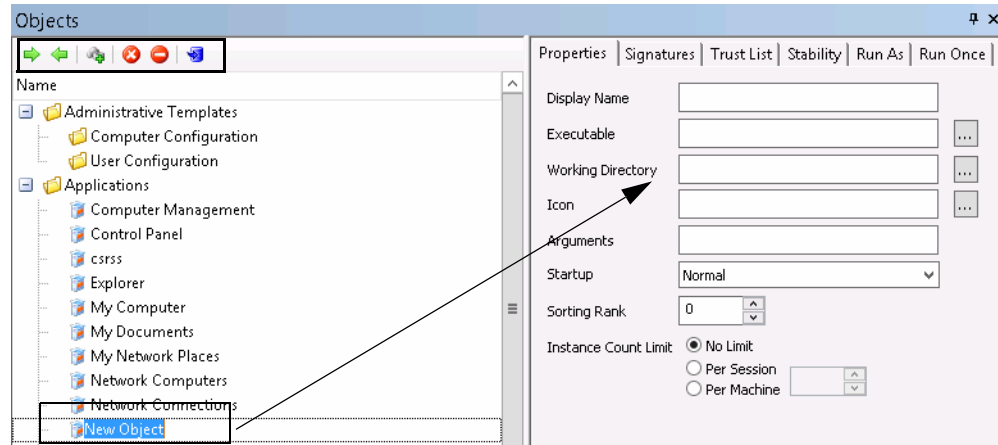 Objects
Name
Administrative Templates
Computer Configuration
User Configuration
Applications
Computer Management
Control Panel
csrss
Explorer
My Computer
My Documents
My Network Places
Network Computers
Network Connections
New Object
Properties Signatures Trust List Stability Run As Run Once
Display Name
Executable ...
Working Directory ...
Icon ...
Arguments
Startup Normal
Sorting Rank 0
Instance Count Limit No Limit
Per Session
Per Machine